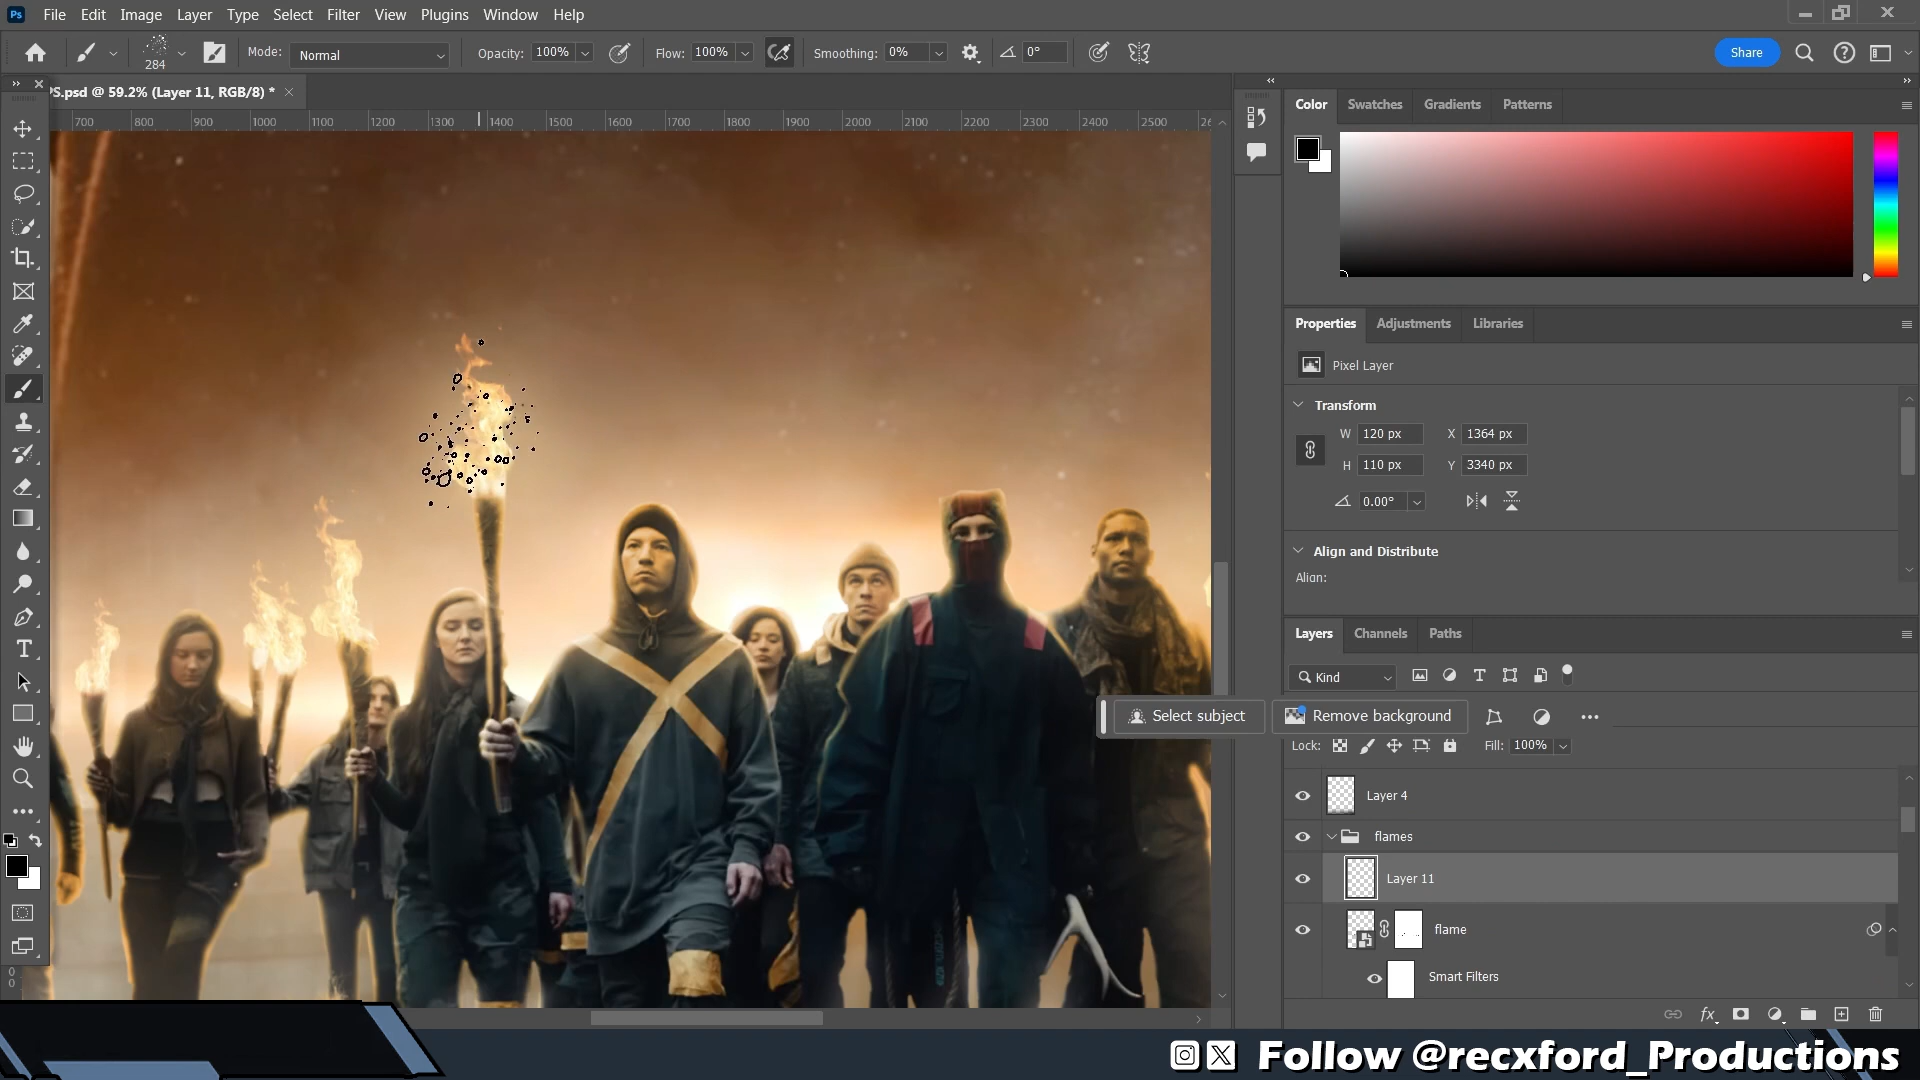 Ps File Edit Image Layer Type Select Filter View Plugins Window Help
284 Mode: Normal Opacity: 100% Flow: 100% Smoothing: 0% 0° Share
PS.psd @ 59.2% (Layer 11, RGB/8) *
700 800 900 1000 1100 1200 1300 1400 1500 1600 1700 1800 1900 2000 2100 2200 2300 2400 2500
Color Swatches Gradients Patterns
Properties Adjustments Libraries
Pixel Layer
Transform
W 120 px X 1364 px
H 110 px Y 3340 px
0.00°
Align and Distribute
Align:
Layers Channels Paths
Kind
Select subject Remove background
Lock: Fill: 100%
Layer 4
flames
Layer 11
flame
Smart Filters
0
0
fx
Follow @recxford_Productions